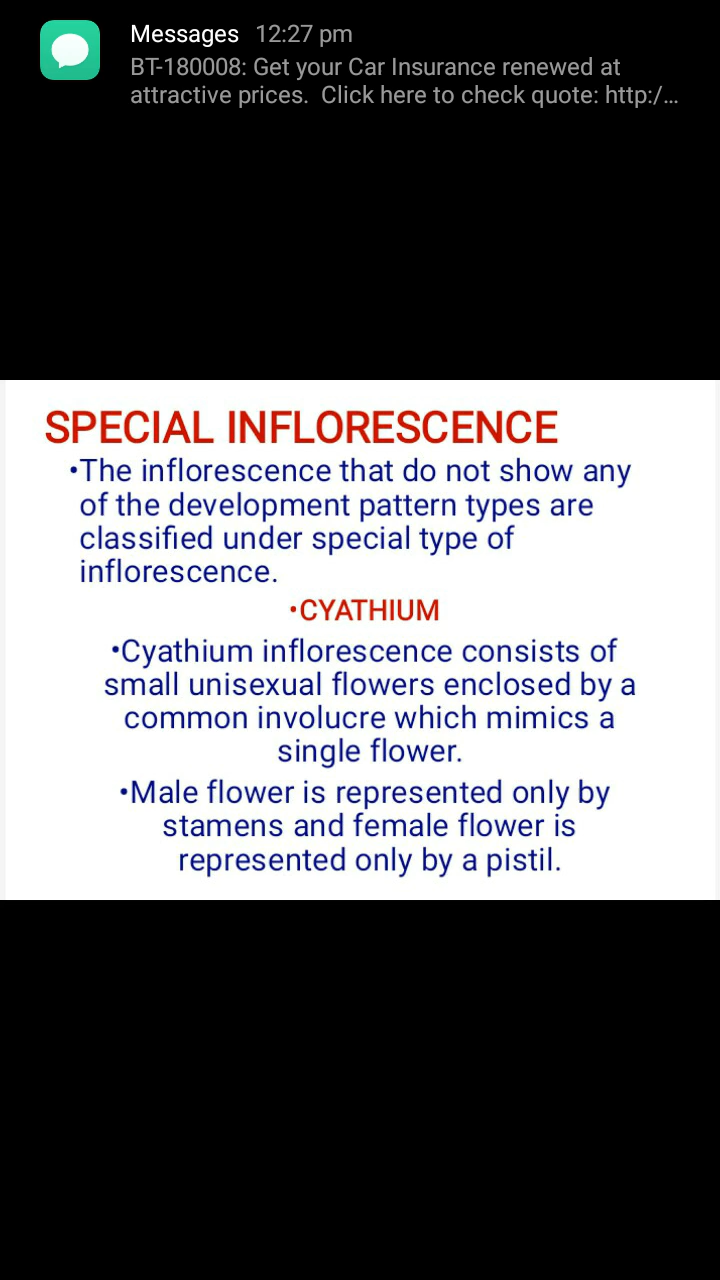 Messages 12:27 pm
BT-180008: Get your Car Insurance renewed at
attractive prices.  Click here to check quote: http:/...
SPECIAL INFLORESCENCE
•The inflorescence that do not show any
of the development pattern types are
classified under special type of
inflorescence.
•CYATHIUM
•Cyathium inflorescence consists of
small unisexual flowers enclosed by a
common involucre which mimics a
single flower.
•Male flower is represented only by
stamens and female flower is
represented only by a pistil.